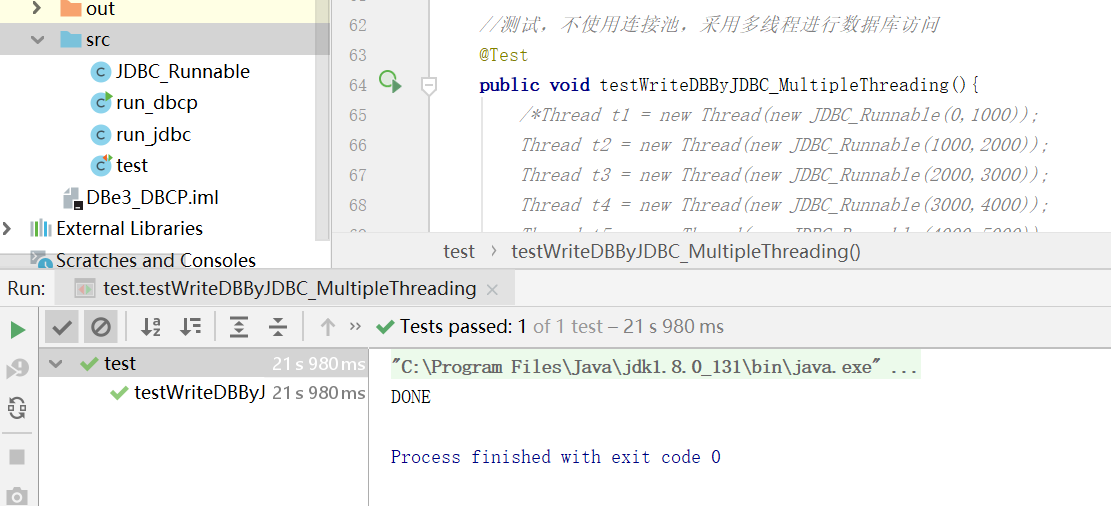 out
src
JDBC_Runnable
run_dbcp
run_jdbc
test
DBe3_DBCP.iml
External Libraries
Scratches and Consoles
62 //测试，不使用连接池，采用多线程进行数据库访问
63 @Test
64 public void testWriteDBByJDBC_MultipleThreading(){
65 /*Thread t1 = new Thread(new JDBC_Runnable(0,1000));
66 Thread t2 = new Thread(new JDBC_Runnable(1000,2000));
67 Thread t3 = new Thread(new JDBC_Runnable(2000,3000));
68 Thread t4 = new Thread(new JDBC_Runnable(3000,4000));
test › testWriteDBByJDBC_MultipleThreading()
Run: test.testWriteDBByJDBC_MultipleThreading ×
Tests passed: 1 of 1 test – 21 s 980 ms
test 21 s 980 ms
testWriteDBByJ 21 s 980 ms
"C:\Program Files\Java\jdk1.8.0_131\bin\java.exe" ...
DONE
Process finished with exit code 0